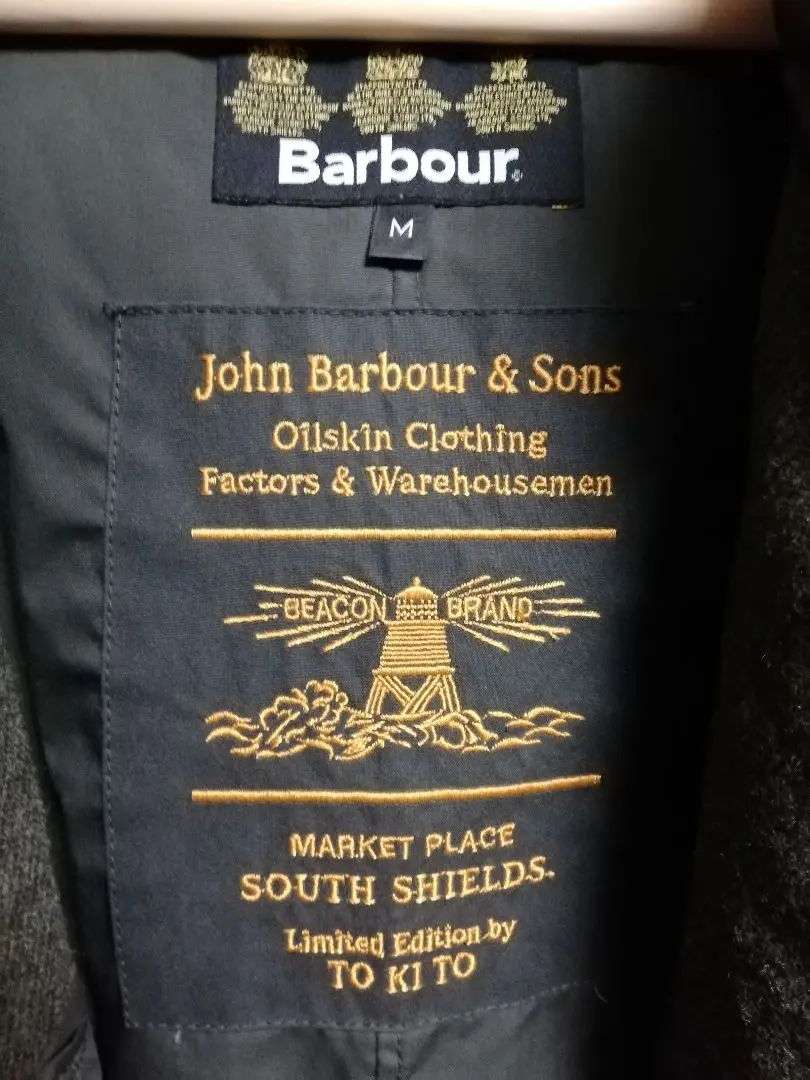 Barbour®
M
John Barbour & Sons
Oilskin Clothing
Factors & Warehousemen
BEACON BRAND
MARKET PLACE
SOUTH SHIELDS.
Limited Edition by
TO KI TO